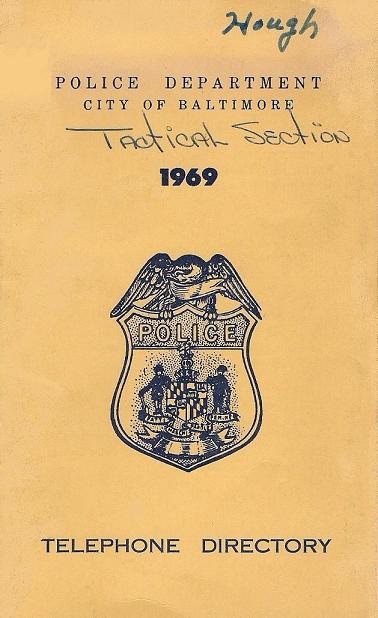 Hough
POLICE DEPARTMENT
CITY OF BALTIMORE
Tactical Section
1969
POLICE
TELEPHONE DIRECTORY